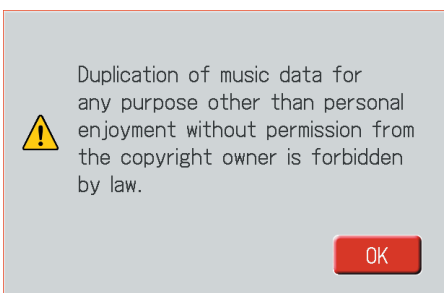 Duplication of music data for
any purpose other than personal
enjoyment without permission from
the copyright owner is forbidden
by law.
OK